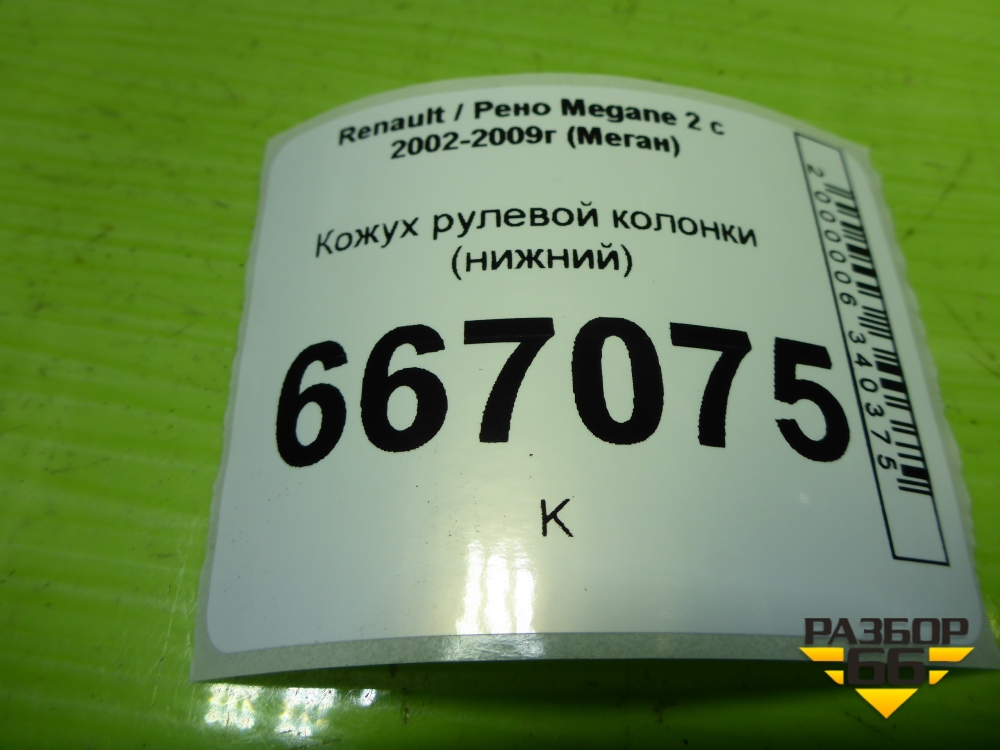 Renault / Рено Megane 2 с
2002-2009г (Меган)
Кожух рулевой колонки
(нижний)
667075
К
2000006340375
РАЗБОР
66